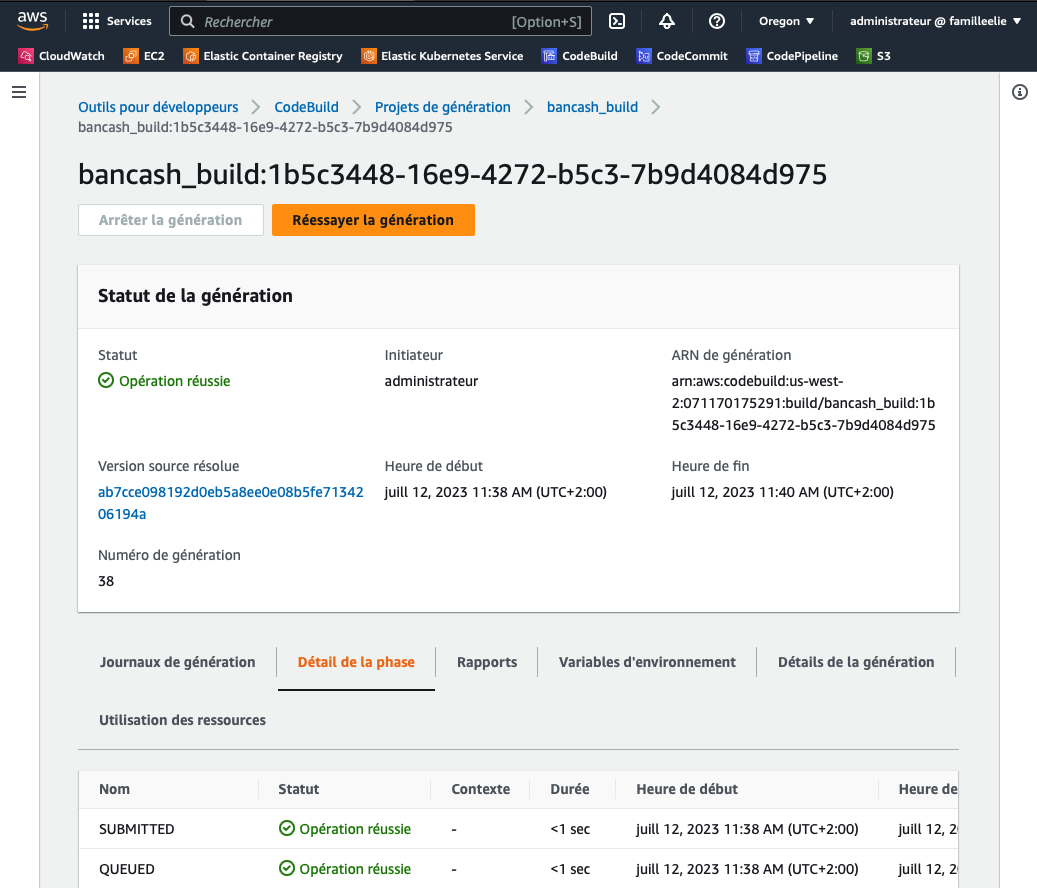 aws
Services
Rechercher [Option+S]
Oregon ▼
administrateur @ familleelie ▼
CloudWatch EC2 Elastic Container Registry Elastic Kubernetes Service CodeBuild CodeCommit CodePipeline S3
Outils pour développeurs > CodeBuild > Projets de génération > bancash_build >
bancash_build:1b5c3448-16e9-4272-b5c3-7b9d4084d975
bancash_build:1b5c3448-16e9-4272-b5c3-7b9d4084d975
Arrêter la génération Réessayer la génération
Statut de la génération
Statut
Opération réussie
Initiateur
administrateur
ARN de génération
arn:aws:codebuild:us-west-
2:071170175291:build/bancash_build:1b
5c3448-16e9-4272-b5c3-7b9d4084d975
Version source résolue
ab7cce098192d0eb5a8ee0e08b5fe71342
06194a
Heure de début
juill 12, 2023 11:38 AM (UTC+2:00)
Heure de fin
juill 12, 2023 11:40 AM (UTC+2:00)
Numéro de génération
38
Journaux de génération Détail de la phase Rapports Variables d'environnement Détails de la génération
Utilisation des ressources
Nom Statut Contexte Durée Heure de début Heure de
SUBMITTED Opération réussie - <1 sec juill 12, 2023 11:38 AM (UTC+2:00) juill 12, 2
QUEUED Opération réussie - <1 sec juill 12, 2023 11:38 AM (UTC+2:00) juill 12, 2